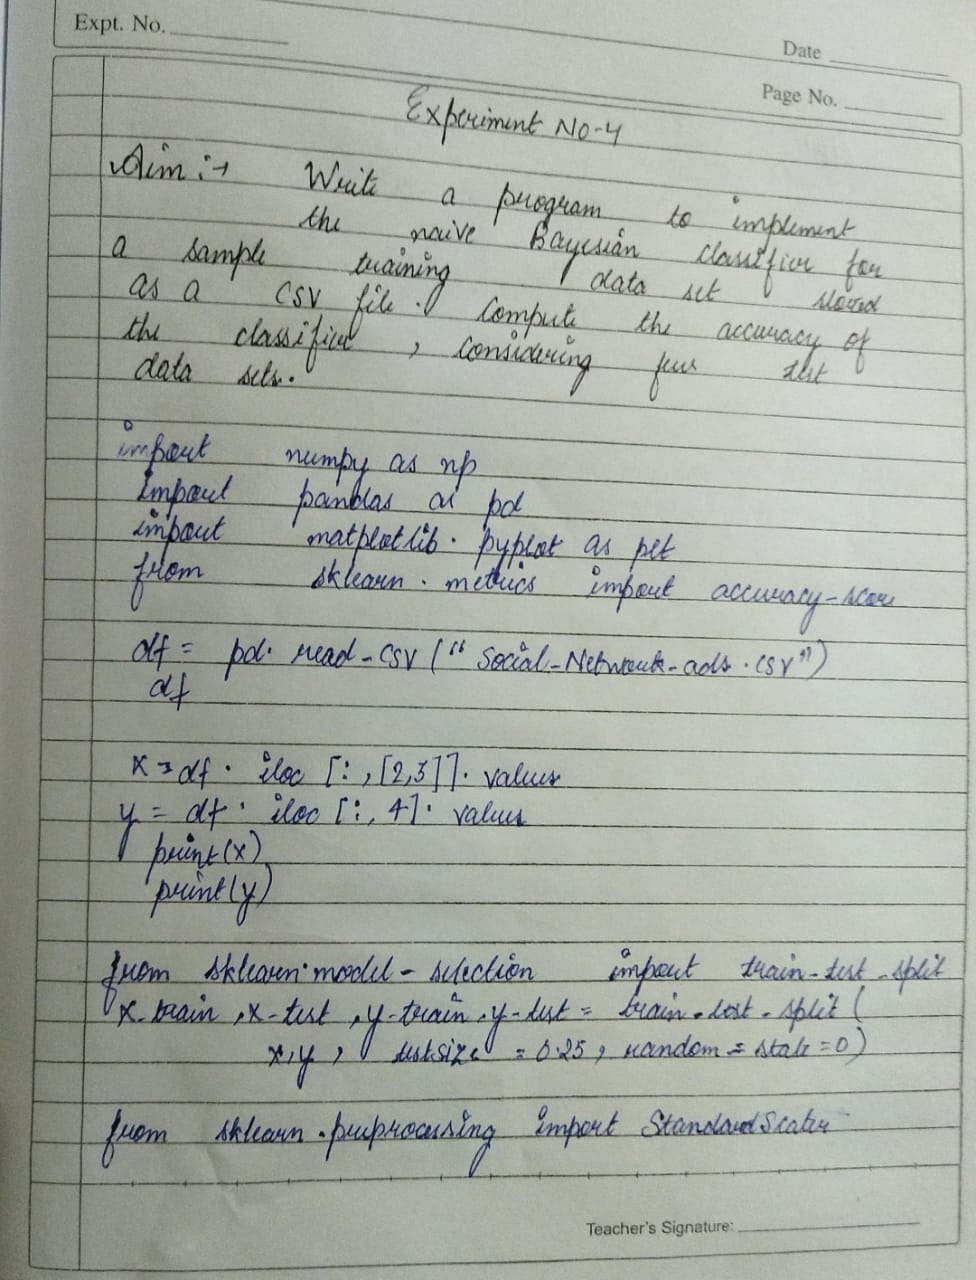 Expt. No.
Date
Page No.
Experiment No-4
Aim :→ Write a program to implement
the naive Bayesian classifier for
a sample training data set stored
as a CSV file. Compute the accuracy of
the classifier, considering few test
data sets.
import numpy as np
import pandas as pd
import matplotlib. pyplot as plt
from sklearn. metrics import accuracy-score
df = pd. read-csv ("Social-Network-ads.csv")
df
x = df. iloc [:,[2,3]]. values
y = df. iloc [:, 4]. values
print(x)
print(y)
from sklearn.model-selection import train-test-split
x-train, x-test, y-train, y-test = train-test-split (
x,y, testsize = 0.25, random = state =0)
from sklearn.preprocessing import StandardScaler
Teacher's Signature: